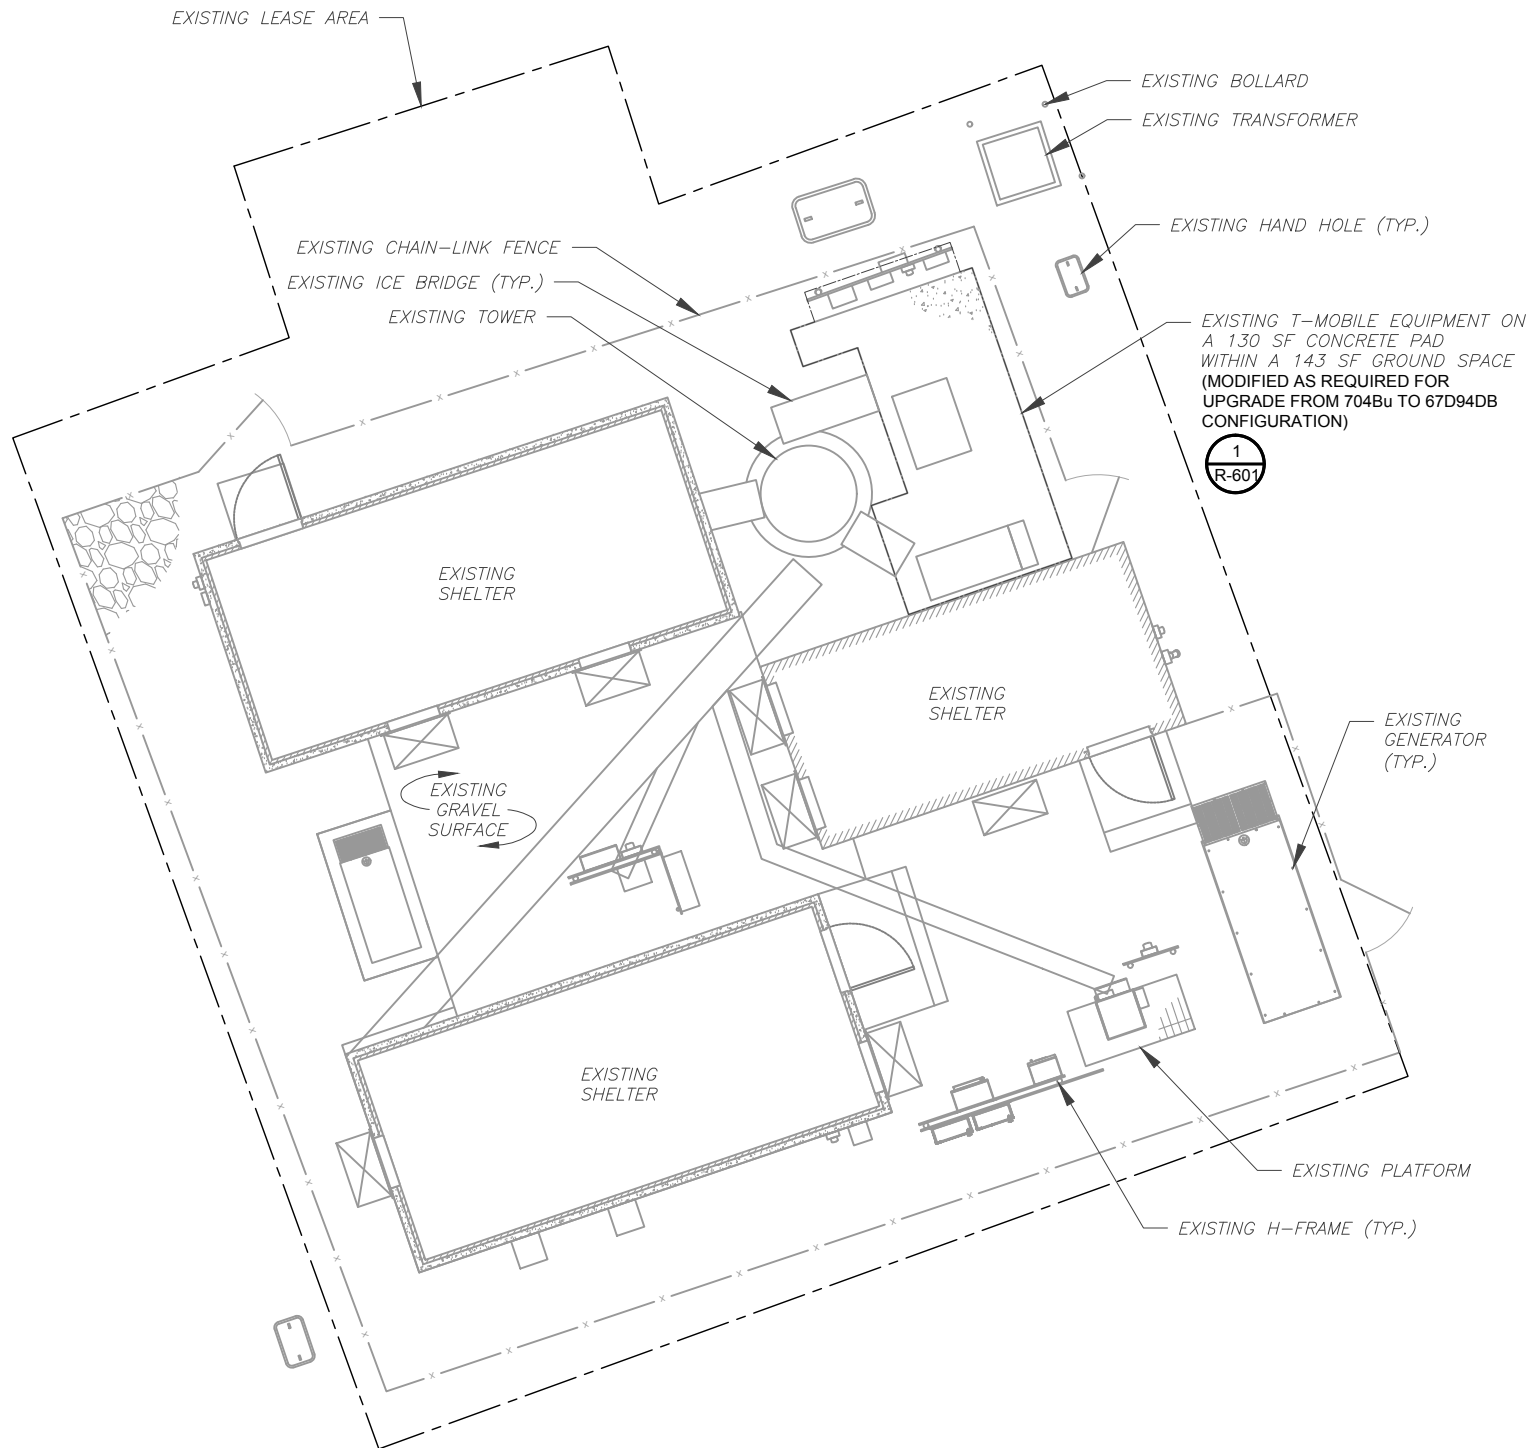 EXISTING LEASE AREA
EXISTING BOLLARD
EXISTING TRANSFORMER
EXISTING HAND HOLE (TYP.)
EXISTING CHAIN-LINK FENCE
EXISTING ICE BRIDGE (TYP.)
EXISTING TOWER
EXISTING T-MOBILE EQUIPMENT ON
A 130 SF CONCRETE PAD
WITHIN A 143 SF GROUND SPACE
(MODIFIED AS REQUIRED FOR
UPGRADE FROM 704Bu TO 67D94DB
CONFIGURATION)
1
R-601
EXISTING
SHELTER
EXISTING
SHELTER
EXISTING
GENERATOR
(TYP.)
EXISTING
GRAVEL
SURFACE
EXISTING
SHELTER
EXISTING PLATFORM
EXISTING H-FRAME (TYP.)